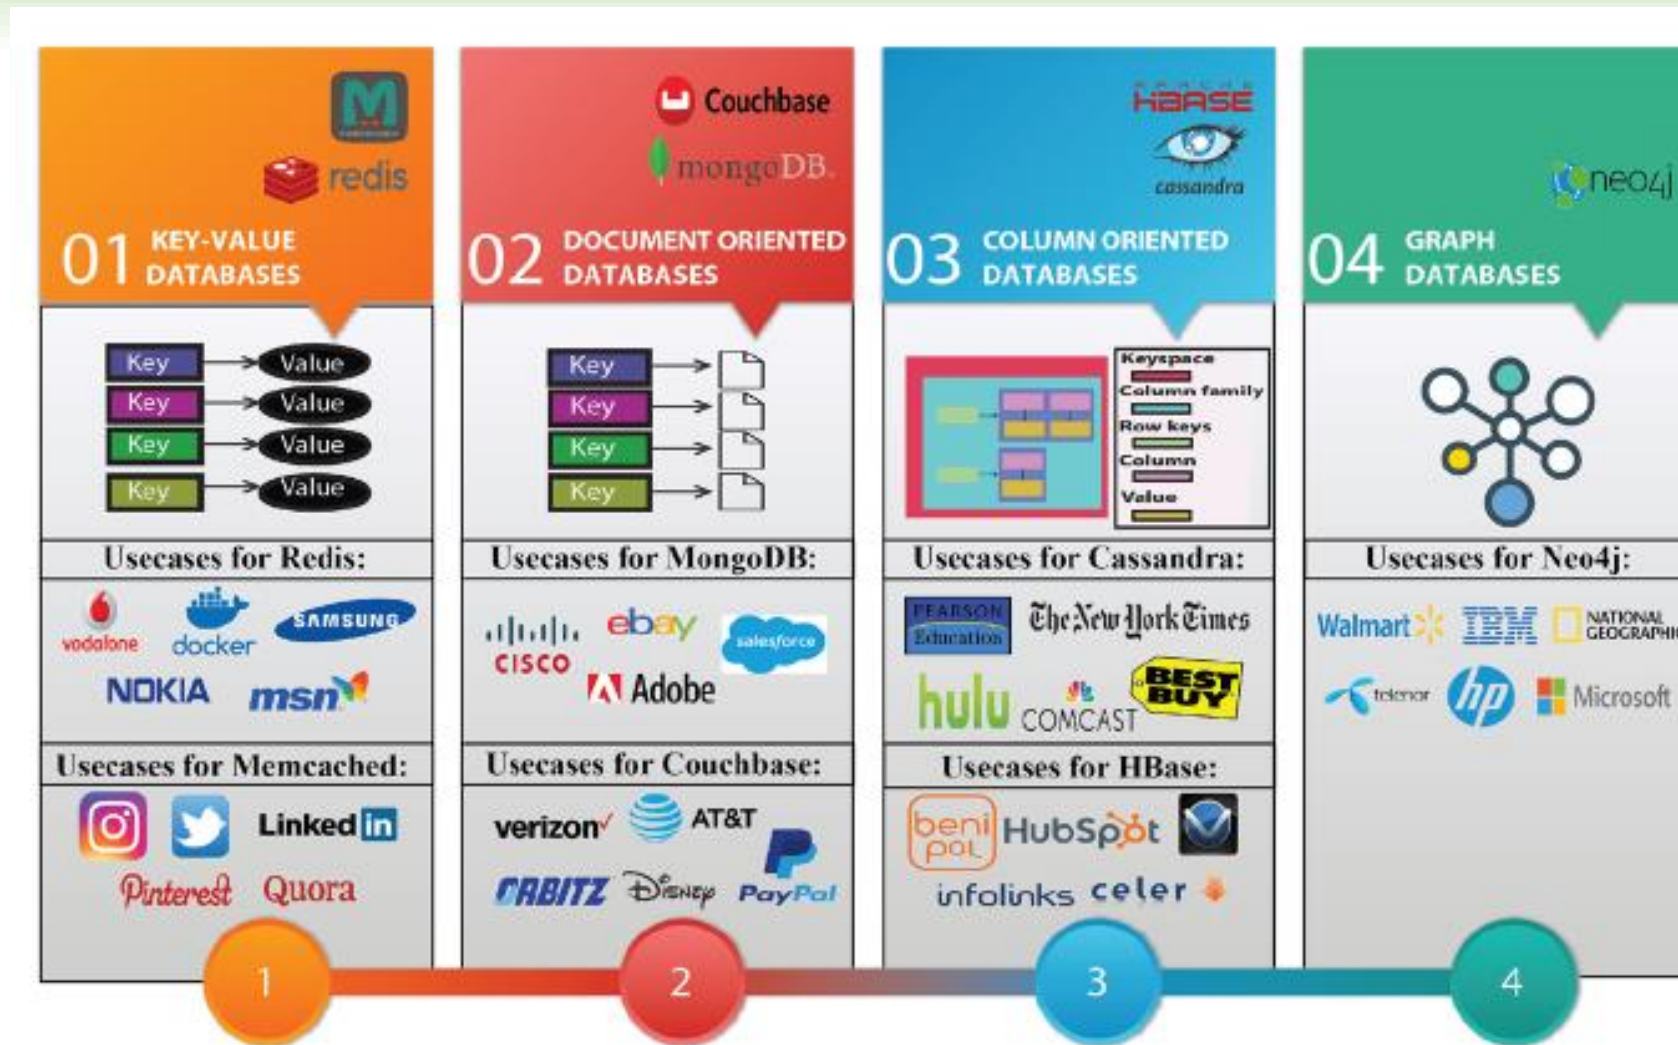 M
redis
01 KEY-VALUE
DATABASES
Key Value
Key Value
Key Value
Key Value
Usecases for Redis:
vodafone
docker
SAMSUNG
NOKIA
msn
Usecases for Memcached:
Linked in
Pinterest
Quora
1
Couchbase
mongoDB.
02 DOCUMENT ORIENTED
DATABASES
Key
Key
Key
Key
Usecases for MongoDB:
CISCO
ebay
salesforce
Adobe
Usecases for Couchbase:
verizon
AT&T
ORBITZ
DISNEP
PayPal
2
APACHE
HBASE
cassandra
03 COLUMN ORIENTED
DATABASES
Keyspace
Column family
Row keys
Column
Value
Usecases for Cassandra:
PEARSON
Education
The New York Times
hulu
COMCAST
BEST
BUY
Usecases for HBase:
beni
pol
HubSpot
infolinks
celer
3
neo4j
04 GRAPH
DATABASES
Usecases for Neo4j:
Walmart
IBM
NATIONAL
GEOGRAPHIC
telenor
hp
Microsoft
4